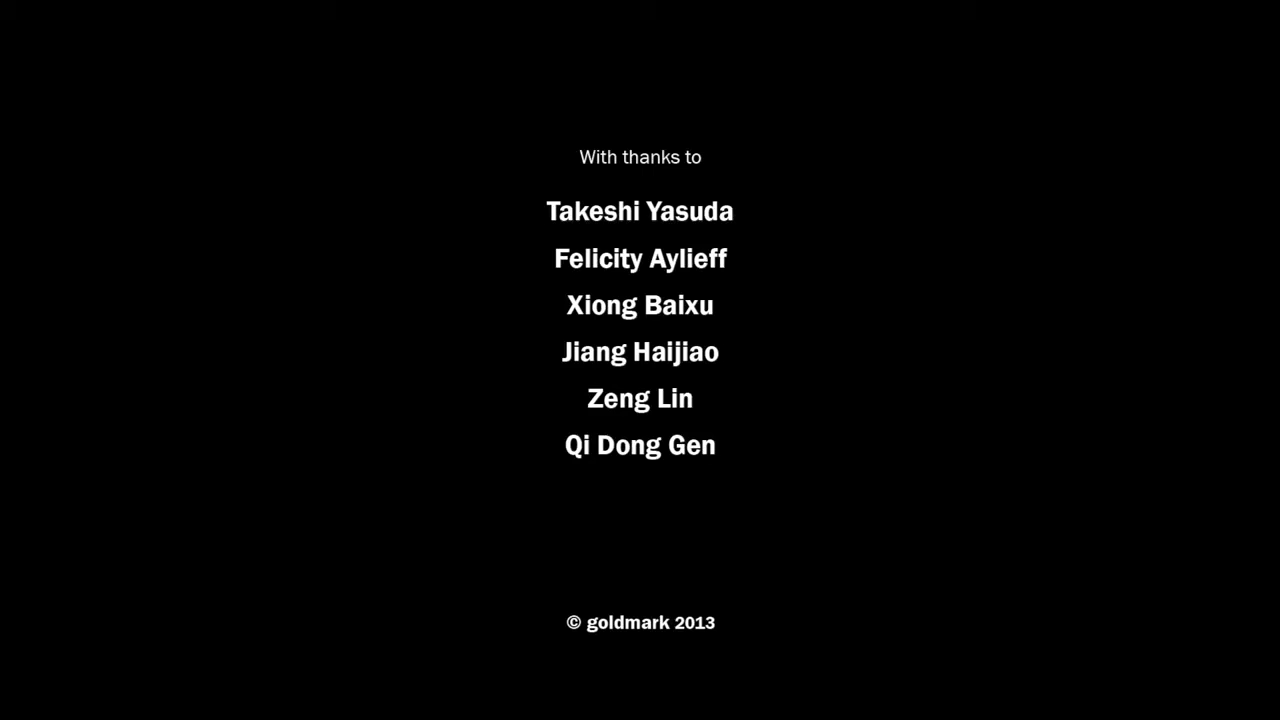 With thanks to
Takeshi Yasuda
Felicity Aylieff
Xiong Baixu
Jiang Haijiao
Zeng Lin
Qi Dong Gen
© goldmark 2013